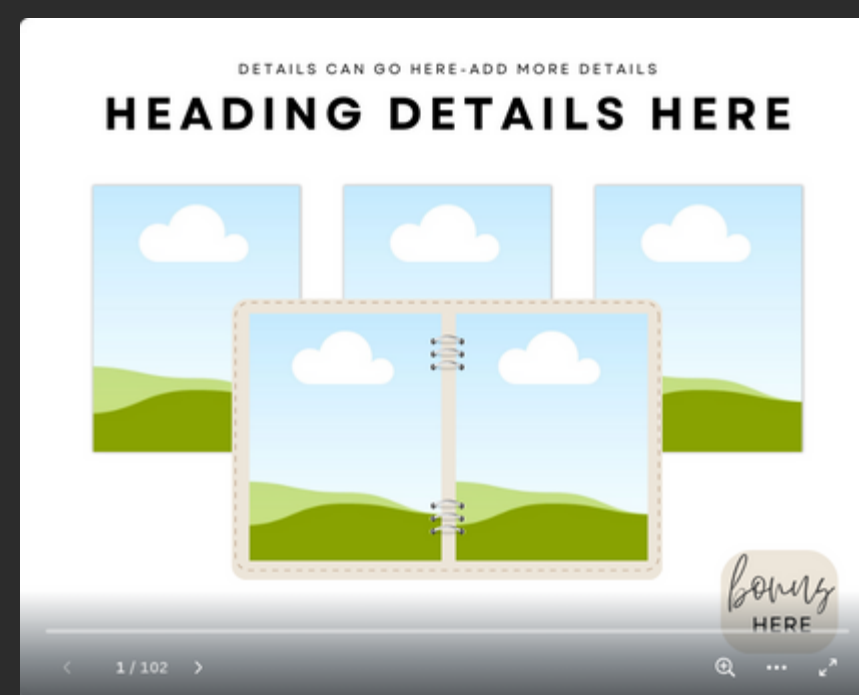 DETAILS CAN GO HERE-ADD MORE DETAILS
HEADING DETAILS HERE
bonus
HERE
1 / 102